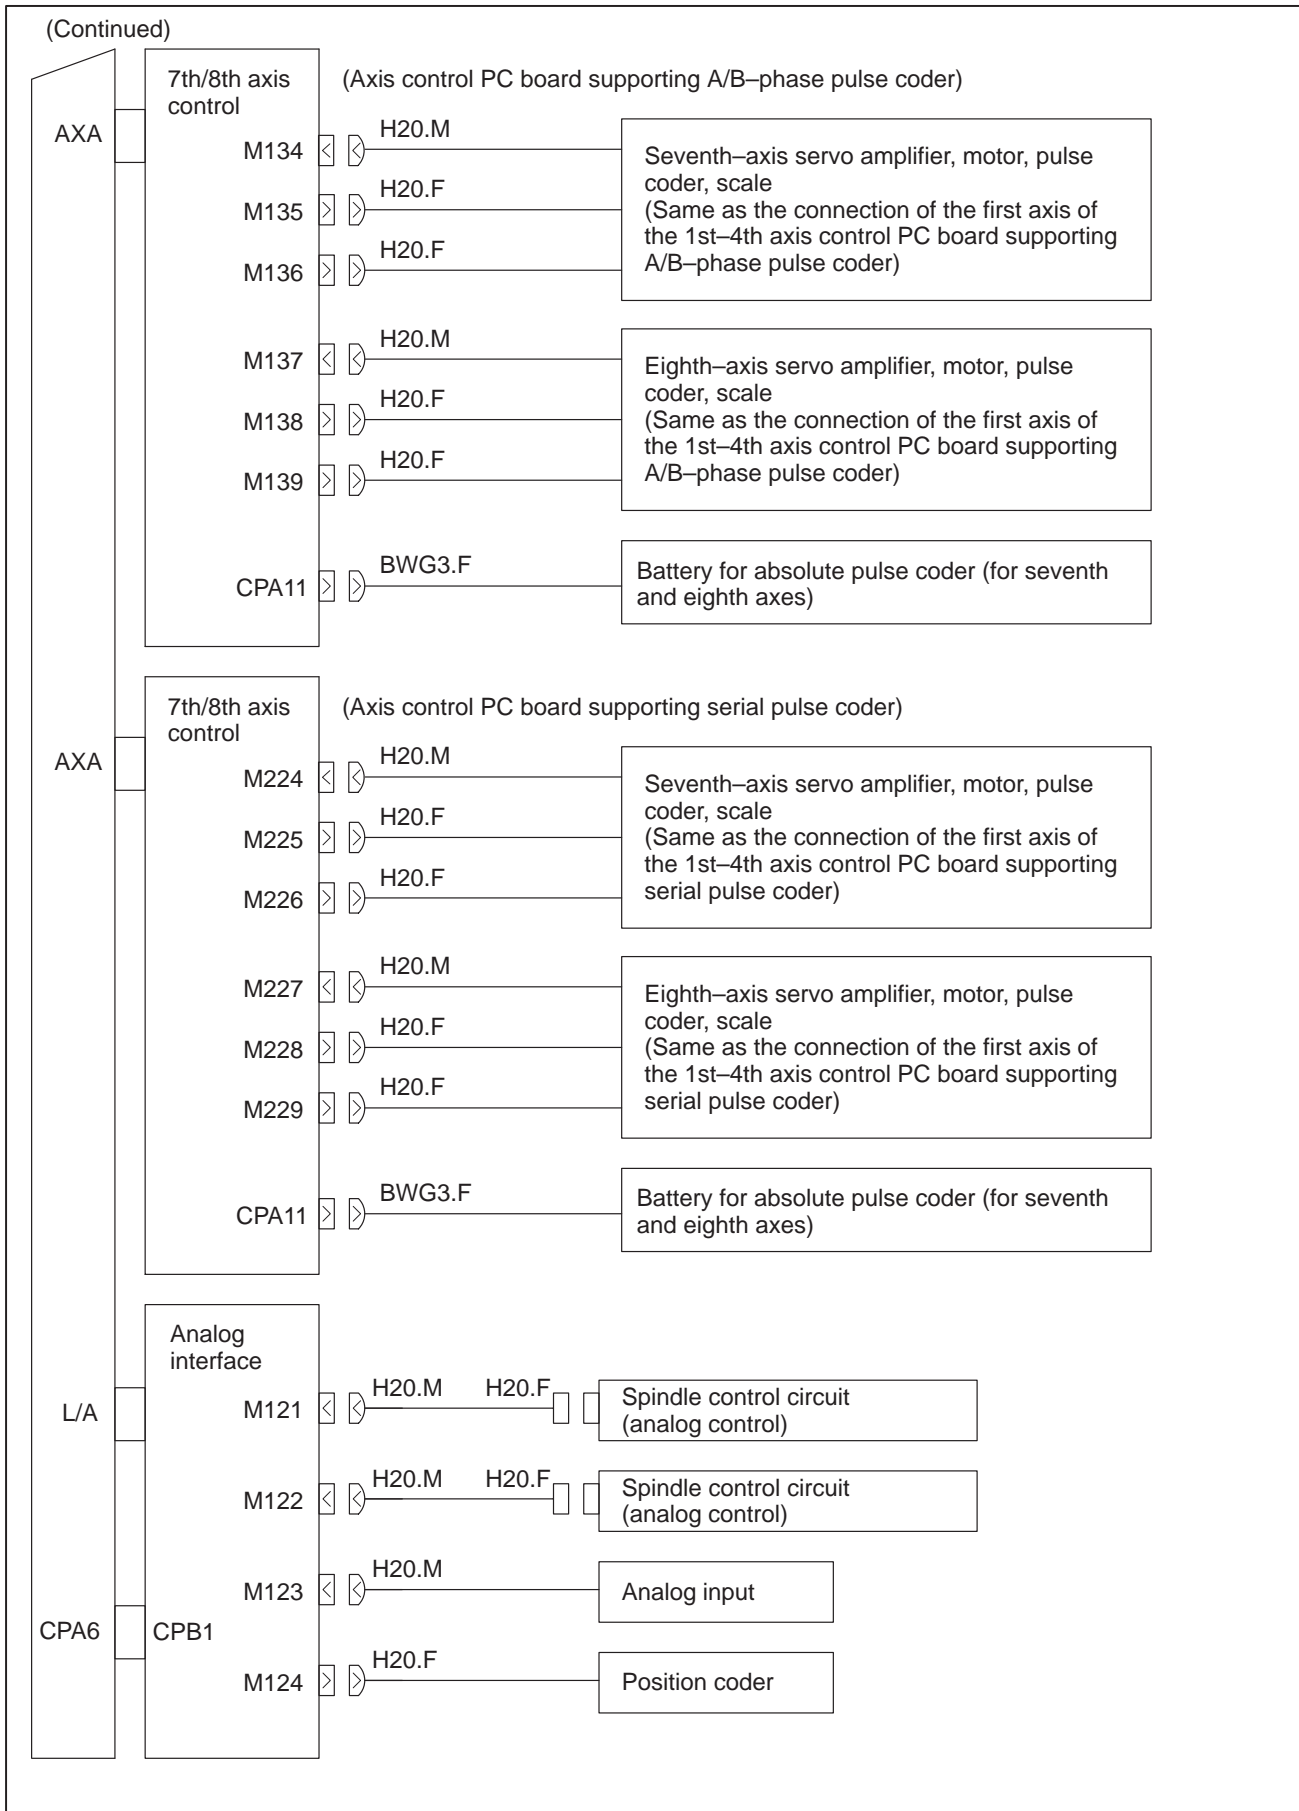 (Continued)
7th/8th axis
control
(Axis control PC board supporting A/B–phase pulse coder)
AXA
M134
H20.M
M135
H20.F
M136
H20.F
Seventh–axis servo amplifier, motor, pulse
coder, scale
(Same as the connection of the first axis of
the 1st–4th axis control PC board supporting
A/B–phase pulse coder)
M137
H20.M
M138
H20.F
M139
H20.F
Eighth–axis servo amplifier, motor, pulse
coder, scale
(Same as the connection of the first axis of
the 1st–4th axis control PC board supporting
A/B–phase pulse coder)
CPA11
BWG3.F
Battery for absolute pulse coder (for seventh
and eighth axes)
7th/8th axis
control
(Axis control PC board supporting serial pulse coder)
AXA
M224
H20.M
M225
H20.F
M226
H20.F
Seventh–axis servo amplifier, motor, pulse
coder, scale
(Same as the connection of the first axis of
the 1st–4th axis control PC board supporting
serial pulse coder)
M227
H20.M
M228
H20.F
M229
H20.F
Eighth–axis servo amplifier, motor, pulse
coder, scale
(Same as the connection of the first axis of
the 1st–4th axis control PC board supporting
serial pulse coder)
CPA11
BWG3.F
Battery for absolute pulse coder (for seventh
and eighth axes)
Analog
interface
L/A
M121
H20.M
H20.F
Spindle control circuit
(analog control)
M122
H20.M
H20.F
Spindle control circuit
(analog control)
M123
H20.M
Analog input
CPA6
CPB1
M124
H20.F
Position coder